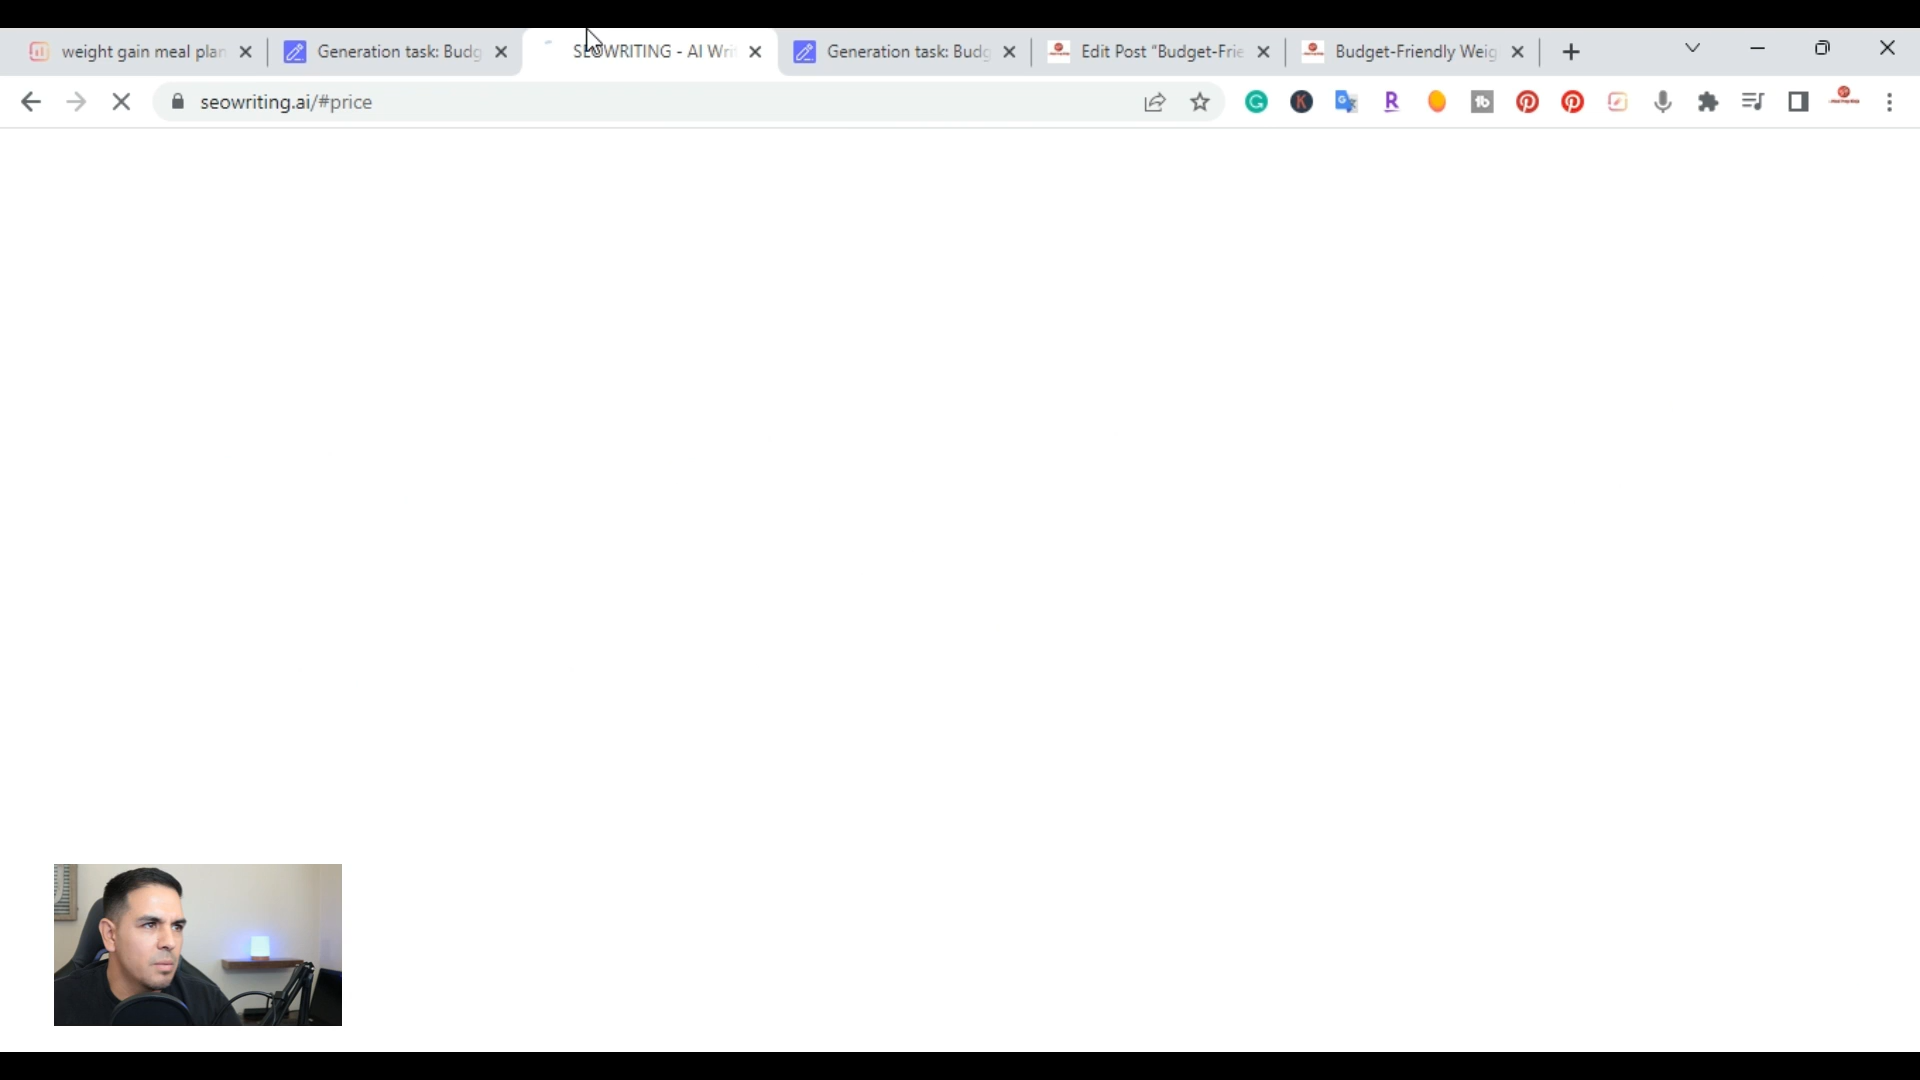 weight gain meal plan
Generation task: Budg
SEOWRITING - AI Writ
Generation task: Budg
Edit Post “Budget-Frie
Budget-Friendly Weig
seowriting.ai/#price